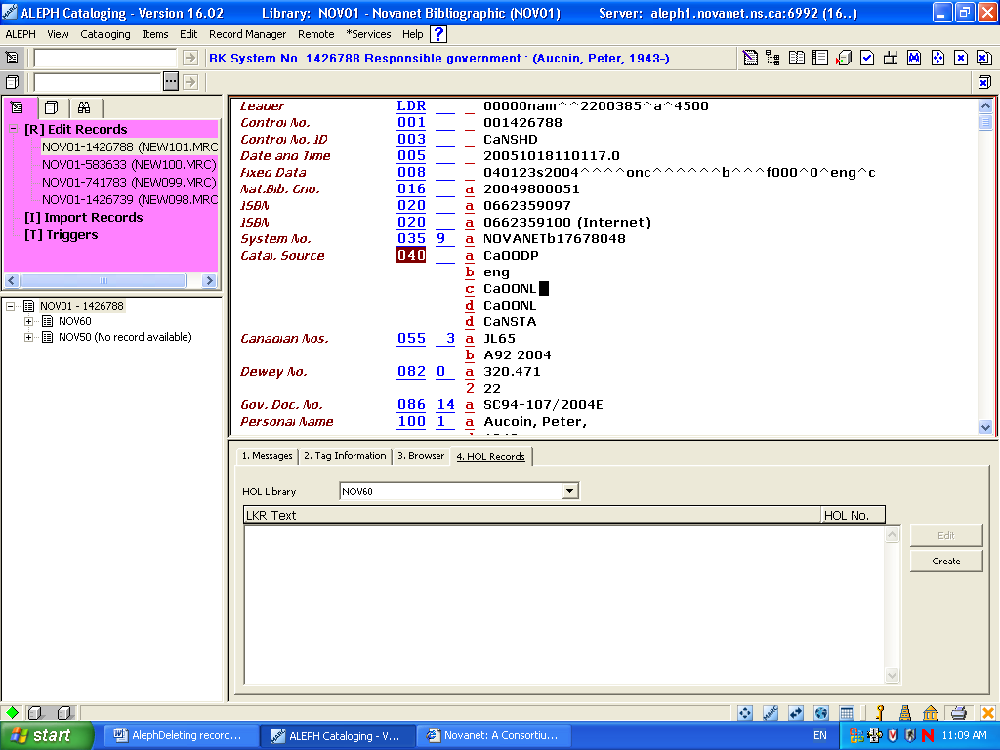 ALEPH Cataloging - Version 16.02 Library: NOV01 - Novanet Bibliographic (NOV01) Server: aleph1.novanet.ns.ca:6992 (16..)
ALEPH View Cataloging Items Edit Record Manager Remote *Services Help ?
BK System No. 1426788 Responsible government : (Aucoin, Peter, 1943-)
[R] Edit Records
NOV01-1426788 (NEW101.MRC
NOV01-583633 (NEW100.MRC)
NOV01-741783 (NEW099.MRC)
NOV01-1426739 (NEW098.MRC
[I] Import Records
[T] Triggers
NOV01 - 1426788
NOV60
NOV50 (No record available)
Leader LDR _ _ _ 00000nam^^2200385^a^4500
Control No. 001 _ _ _ 001426788
Control No. ID 003 _ _ _ CaNSHD
Date and Time 005 _ _ _ 20051018110117.0
Fixed Data 008 _ _ _ 040123s2004^^^^onc^^^^^^b^^^f000^0^eng^c
Nat.Bib. Cno. 016 a 20049800051
ISBN 020 a 0662359097
ISBN 020 a 0662359100 (Internet)
System No. 035 9 a NOVANETb17678048
Catal. Source 040 a CaOODP
b eng
c CaOONL
d CaOONL
d CaNSTA
Canadian Nos. 055 3 a JL65
b A92 2004
Dewey No. 082 0 a 320.471
2 22
Gov. Doc. No. 086 14 a SC94-107/2004E
Personal Name 100 1 a Aucoin, Peter,
1. Messages 2. Tag Information 3. Browser 4. HOL Records
HOL Library NOV60
LKR Text HOL No.
Edit
Create
start AlephDeleting record... ALEPH Cataloging - V... Novanet: A Consortiu... EN 11:09 AM